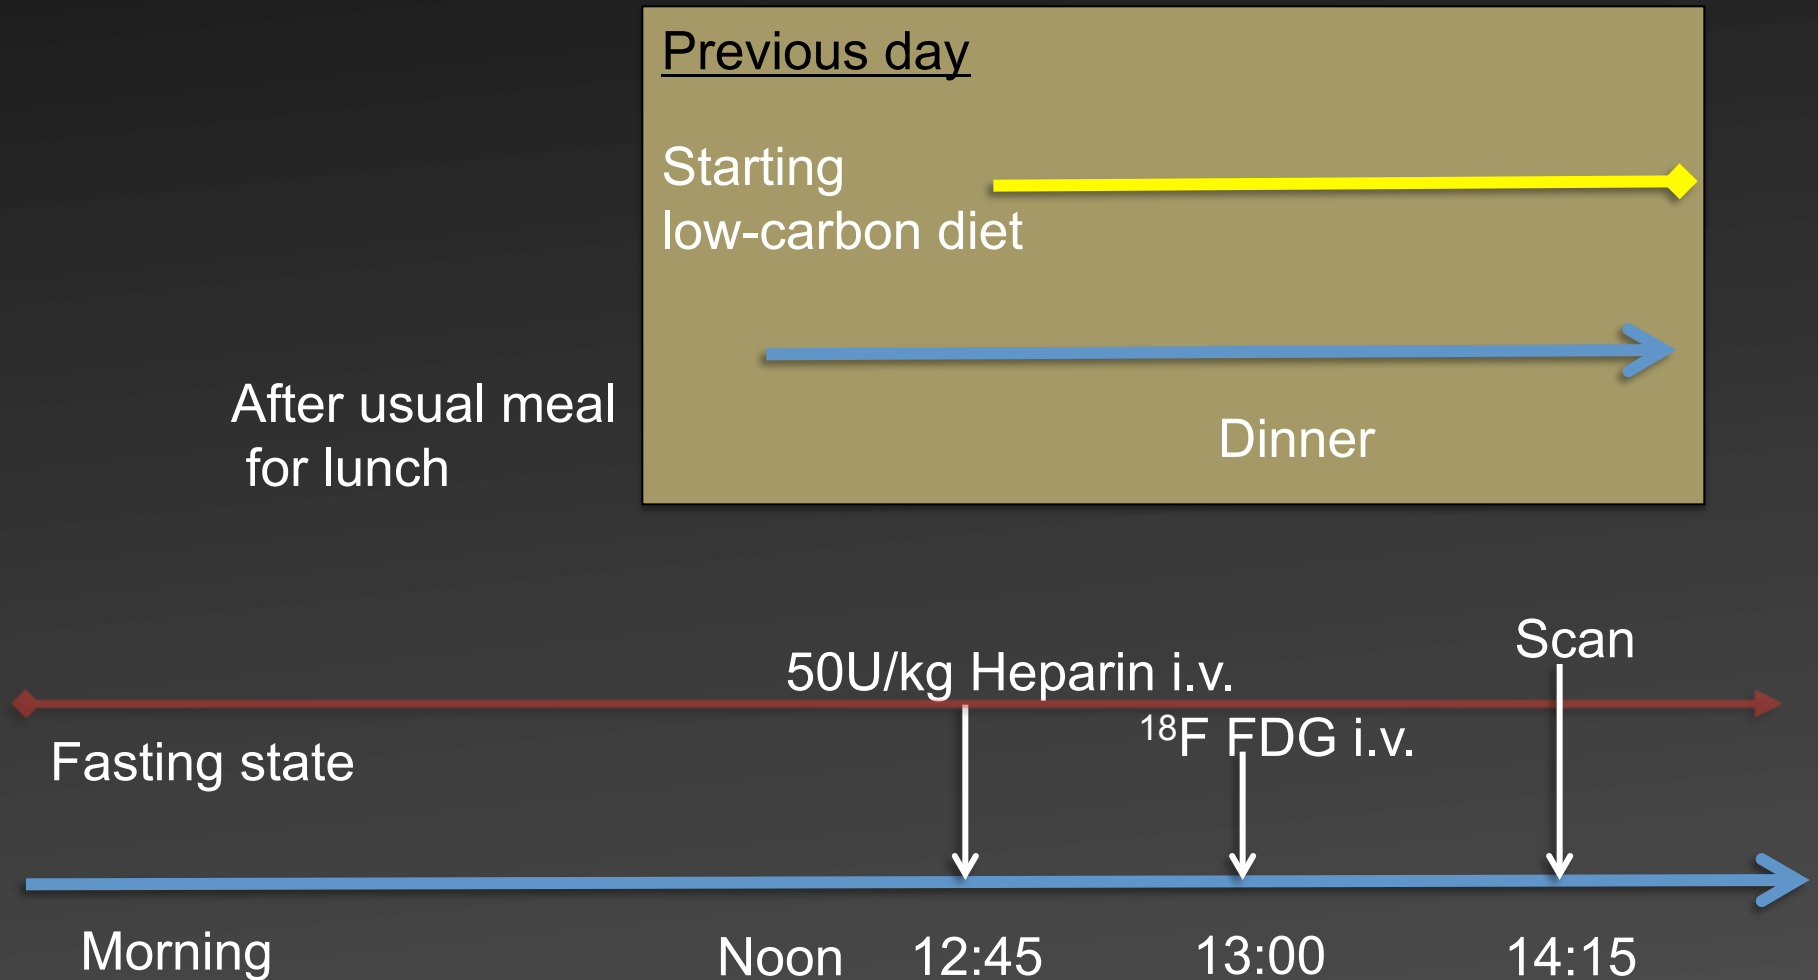 Previous day
Starting
low-carbon diet
After usual meal
for lunch
Dinner
Scan
50U/kg Heparin i.v.
¹⁸F FDG i.v.
Fasting state
Morning
Noon
12:45
13:00
14:15